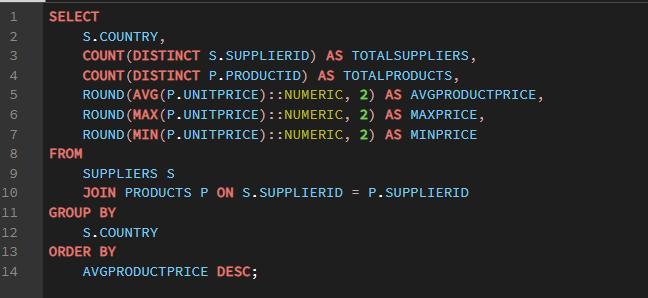 1 SELECT
2 S.COUNTRY,
3 COUNT(DISTINCT S.SUPPLIERID) AS TOTALSUPPLIERS,
4 COUNT(DISTINCT P.PRODUCTID) AS TOTALPRODUCTS,
5 ROUND(AVG(P.UNITPRICE)::NUMERIC, 2) AS AVGPRODUCTPRICE,
6 ROUND(MAX(P.UNITPRICE)::NUMERIC, 2) AS MAXPRICE,
7 ROUND(MIN(P.UNITPRICE)::NUMERIC, 2) AS MINPRICE
8 FROM
9 SUPPLIERS S
10 JOIN PRODUCTS P ON S.SUPPLIERID = P.SUPPLIERID
11 GROUP BY
12 S.COUNTRY
13 ORDER BY
14 AVGPRODUCTPRICE DESC;